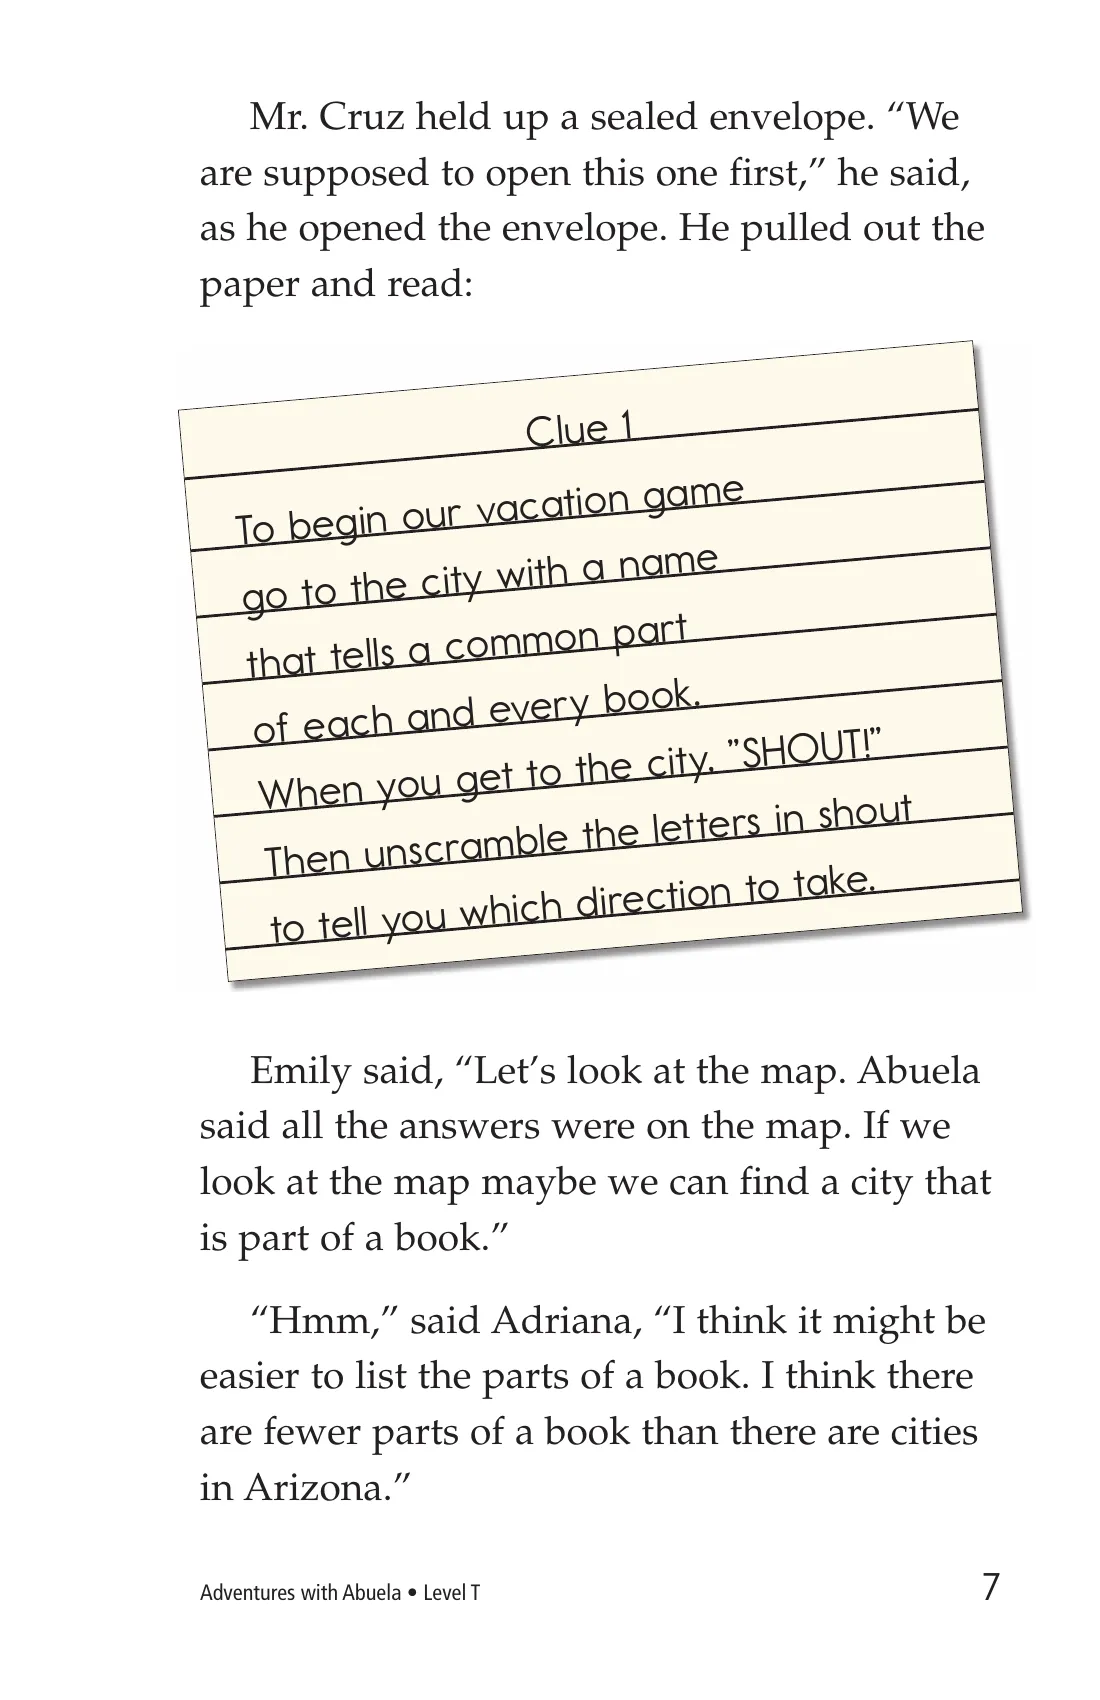 Mr. Cruz held up a sealed envelope. “We
are supposed to open this one first,” he said,
as he opened the envelope. He pulled out the
paper and read:
Clue 1
To begin our vacation game
go to the city with a name
that tells a common part
of each and every book.
When you get to the city, ”SHOUT!”
Then unscramble the letters in shout
to tell you which direction to take.
Emily said, “Let’s look at the map. Abuela
said all the answers were on the map. If we
look at the map maybe we can find a city that
is part of a book.”
“Hmm,” said Adriana, “I think it might be
easier to list the parts of a book. I think there
are fewer parts of a book than there are cities
in Arizona.”
Adventures with Abuela • Level T
7